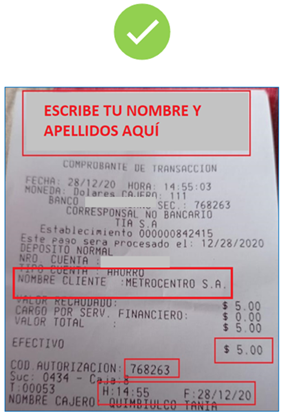 ESCRIBE TU NOMBRE Y
APELLIDOS AQUÍ
COMPROBANTE DE TRANSACCION
FECHA: 28/12/20 HORA: 14:55:03
MONEDA: Dolares CAJERO: 111
BANCO SEC.: 768263
CORRESPONSAL NO BANCARIO
TIA S.A
Establecimiento 000000842415
Este pago sera procesado el: 12/28/2020
DEPOSITO NORMAL
NRO. CUENTA :
TIPO CUENTA : AHORRO
NOMBRE CLIENTE :METROCENTRO S.A.
VALOR RECAUDADO: $ 5.00
CARGO POR SERV. FINANCIERO: $ 0.00
VALOR TOTAL : $ 5.00
EFECTIVO $ 5.00
COD.AUTORIZACION: 768263
Suc: 0434 - Caja:8
T:00053 H:14:55 F:28/12/20
NOMBRE CAJERO: QUIMBIULCO TANIA